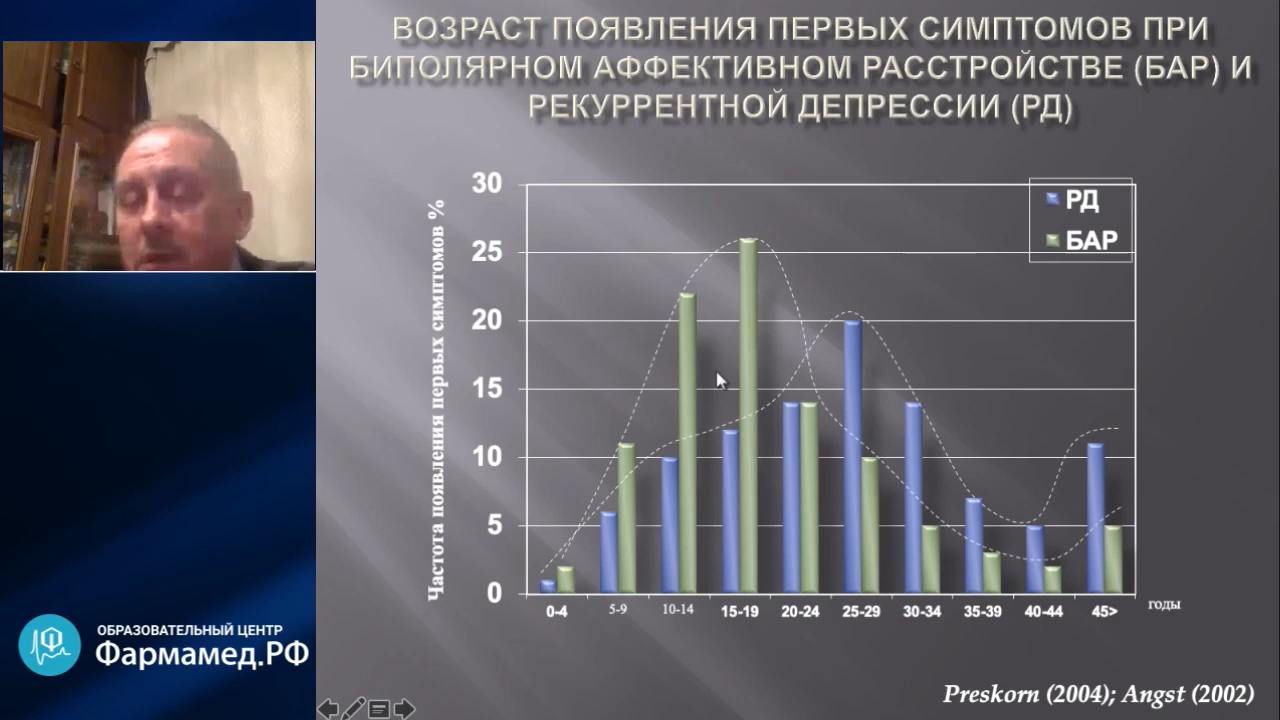 ВОЗРАСТ ПОЯВЛЕНИЯ ПЕРВЫХ СИМПТОМОВ ПРИ
БИПОЛЯРНОМ АФФЕКТИВНОМ РАССТРОЙСТВЕ (БАР) И
РЕКУРРЕНТНОЙ ДЕПРЕССИИ (РД)
Частота появления первых симптомов %
30
25
20
15
10
5
0
РД
БАР
0-4 5-9 10-14 15-19 20-24 25-29 30-34 35-39 40-44 45> годы
ОБРАЗОВАТЕЛЬНЫЙ ЦЕНТР
Фармамед.РФ
Preskorn (2004); Angst (2002)